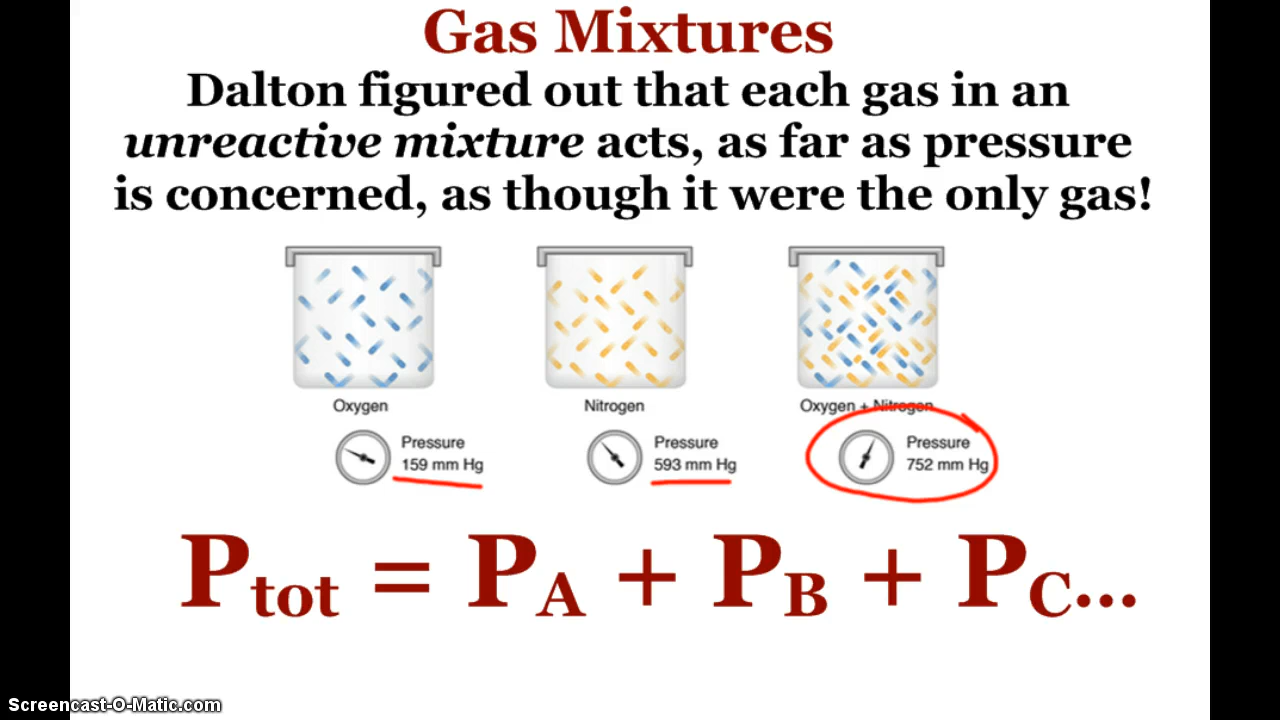 Gas Mixtures
Dalton figured out that each gas in an
unreactive mixture acts, as far as pressure
is concerned, as though it were the only gas!
Oxygen
Nitrogen
Oxygen + Nitrogen
Pressure
159 mm Hg
Pressure
593 mm Hg
Pressure
752 mm Hg
Ptot = PA + PB + PC...
Screencast-O-Matic.com